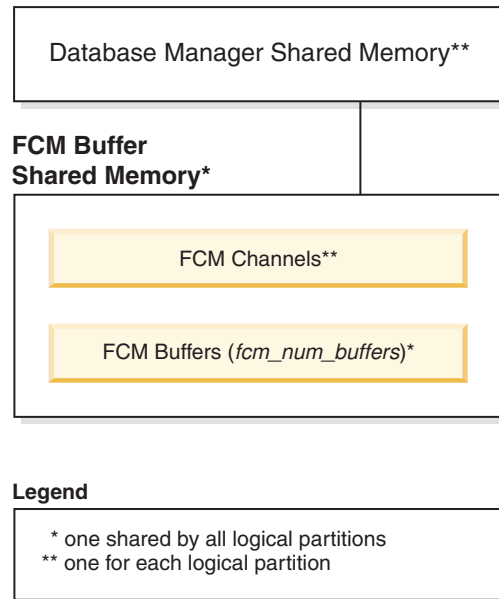 Database Manager Shared Memory**
FCM Buffer
Shared Memory*
FCM Channels**
FCM Buffers (fcm_num_buffers)*
Legend
* one shared by all logical partitions
** one for each logical partition